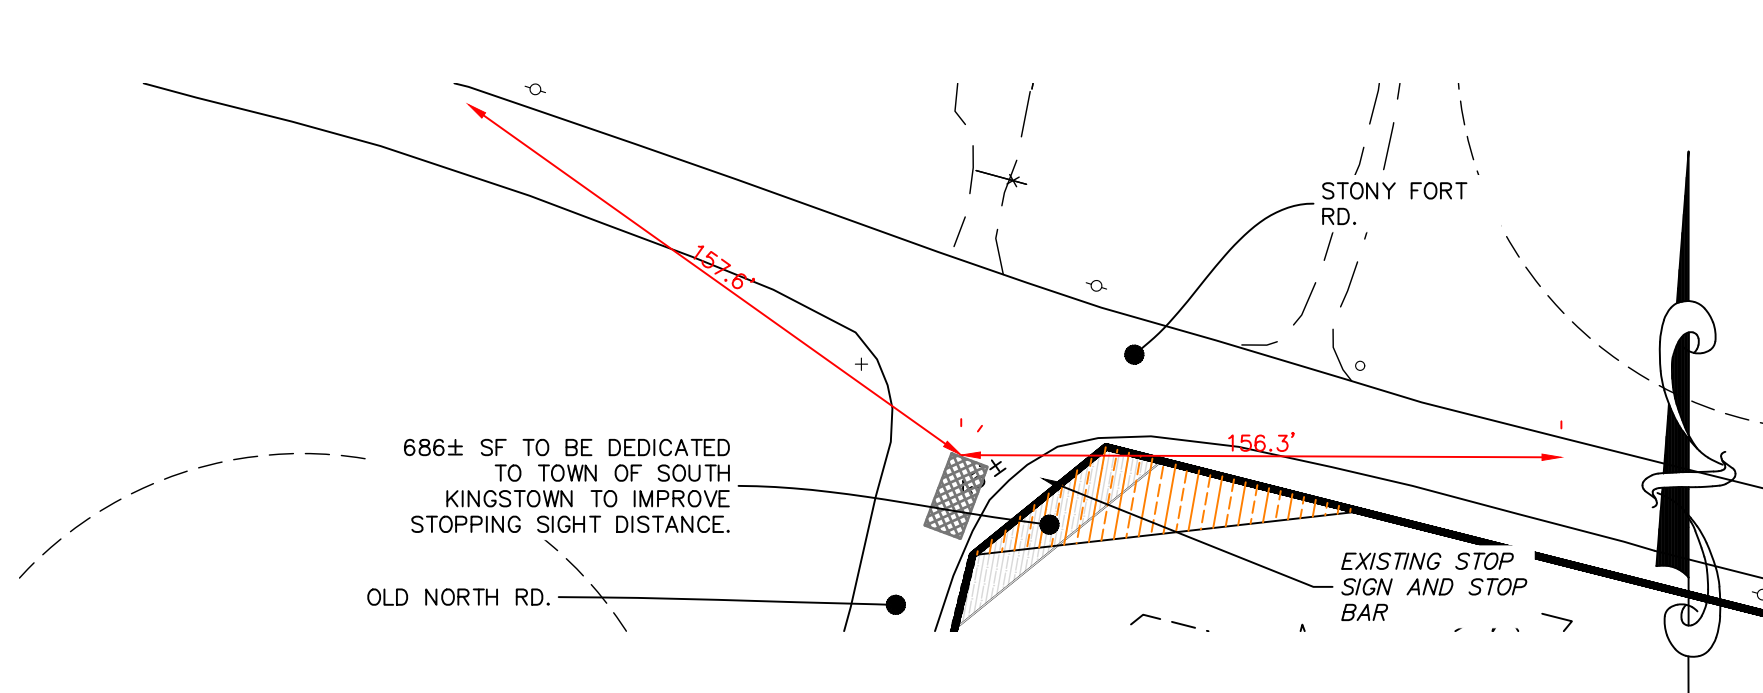 STONY FORT
RD.
157.6'
156.3'
686± SF TO BE DEDICATED
TO TOWN OF SOUTH
KINGSTOWN TO IMPROVE
STOPPING SIGHT DISTANCE.
±
EXISTING STOP
SIGN AND STOP
BAR
OLD NORTH RD.